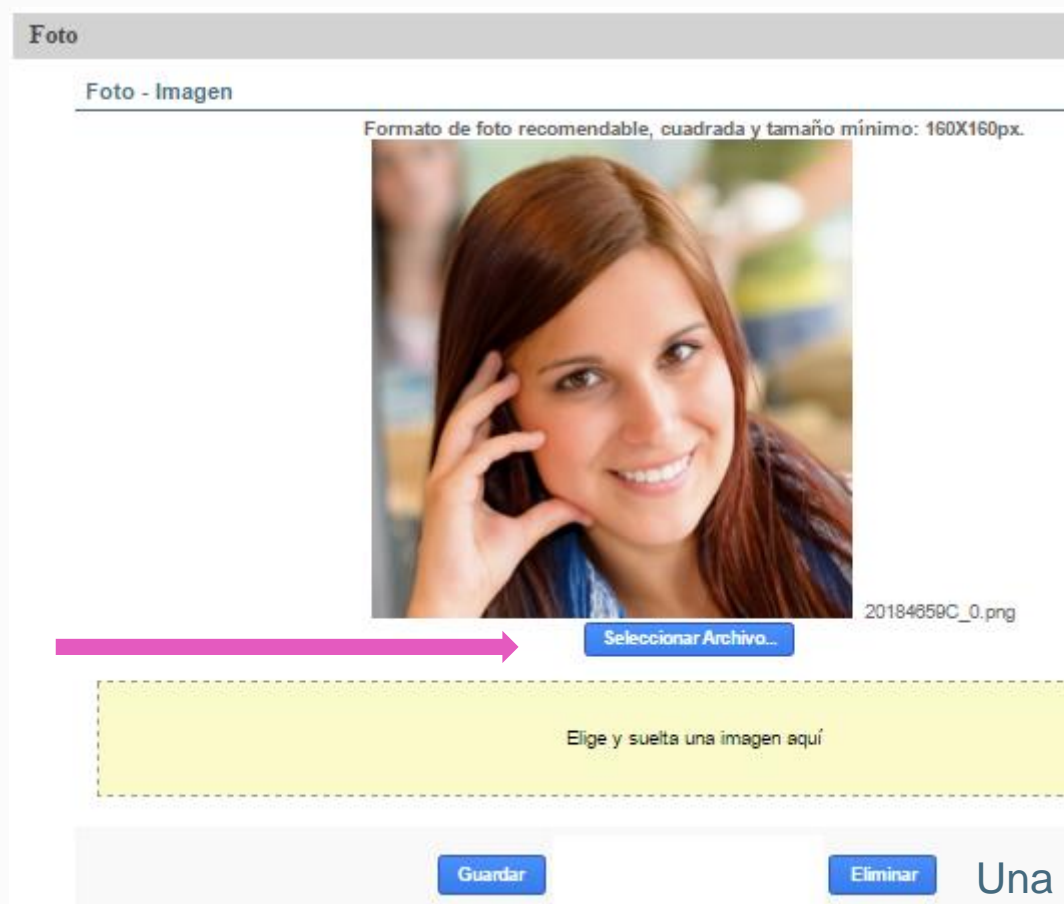 Foto
Foto - Imagen
Formato de foto recomendable, cuadrada y tamaño mínimo: 160X160px.
20184659C_0.png
Seleccionar Archivo...
Elige y suelta una imagen aquí
Guardar
Eliminar
Una